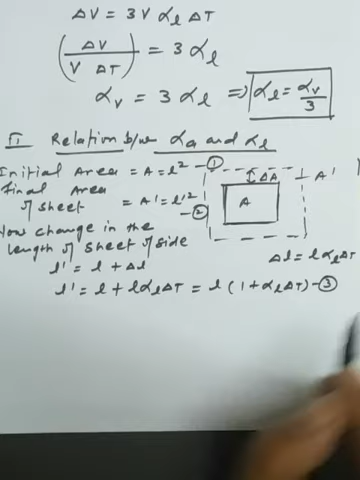 ΔV = 3V α_l ΔT
(ΔV / V ΔT) = 3 α_l
α_v = 3 α_l ⇒ α_l = α_v / 3
II Relation b/w α_a and α_l
Initial Area = A = l² - ①
final Area of sheet = A' = l'² - ②
ΔA A'
A
Now change in the
length of sheet of side
Δl = l α_l ΔT
l' = l + Δl
l' = l + l α_l ΔT = l (1 + α_l ΔT) - ③